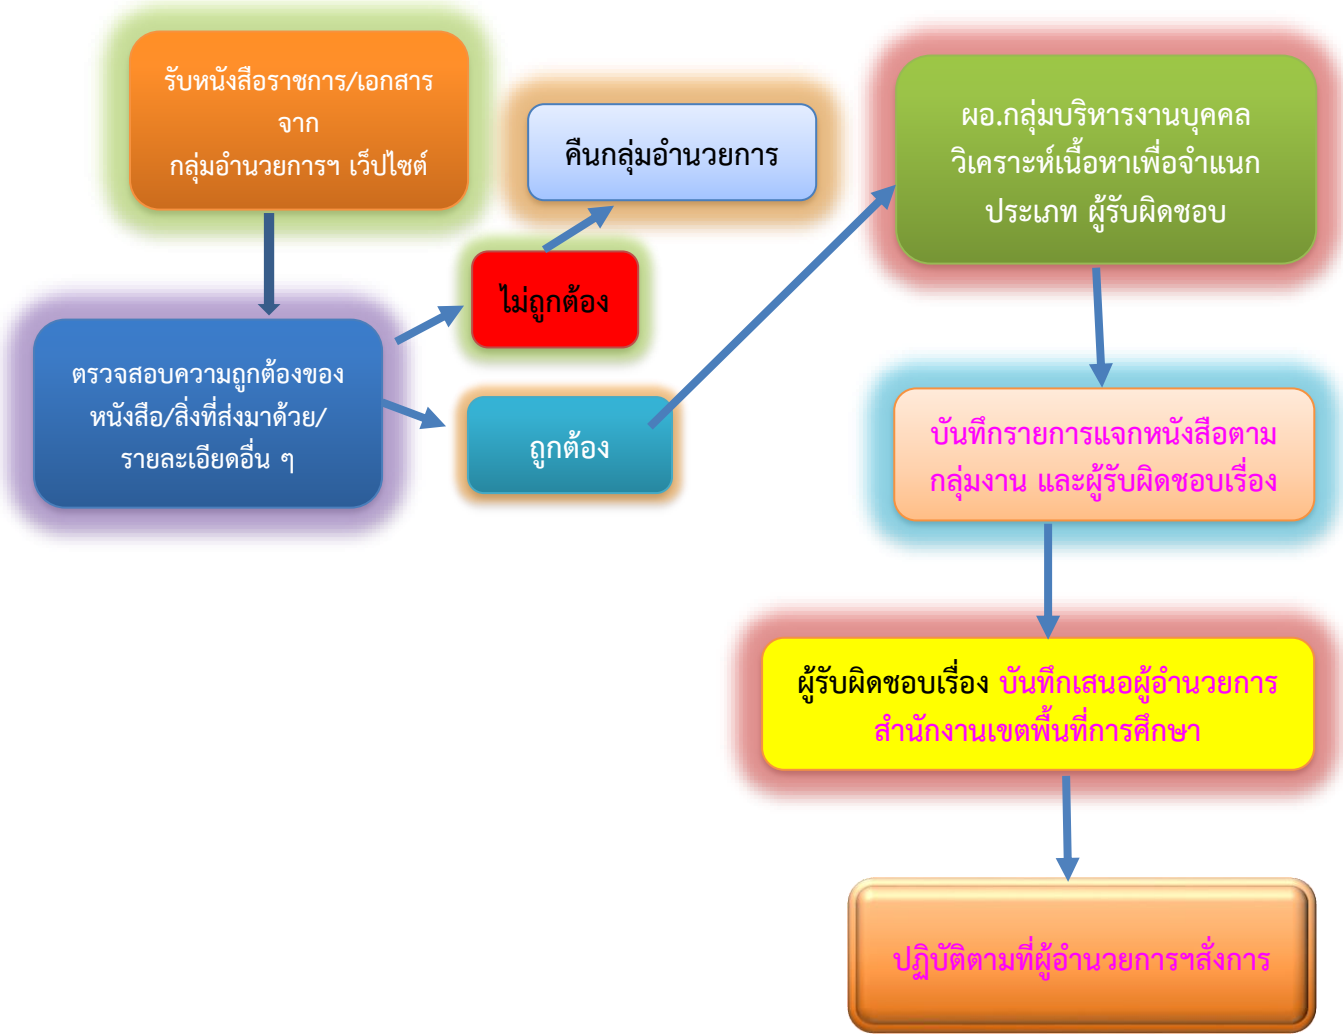 รับหนังสือราชการ/เอกสาร
จาก
กลุ่มอำนวยการฯ เว็ปไซต์
ตรวจสอบความถูกต้องของ
หนังสือ/สิ่งที่ส่งมาด้วย/
รายละเอียดอื่น ๆ
ไม่ถูกต้อง
คืนกลุ่มอำนวยการ
ถูกต้อง
ผอ.กลุ่มบริหารงานบุคคล
วิเคราะห์เนื้อหาเพื่อจำแนก
ประเภท ผู้รับผิดชอบ
บันทึกรายการแจกหนังสือตาม
กลุ่มงาน และผู้รับผิดชอบเรื่อง
ผู้รับผิดชอบเรื่อง บันทึกเสนอผู้อำนวยการ
สำนักงานเขตพื้นที่การศึกษา
ปฏิบัติตามที่ผู้อำนวยการฯสั่งการ